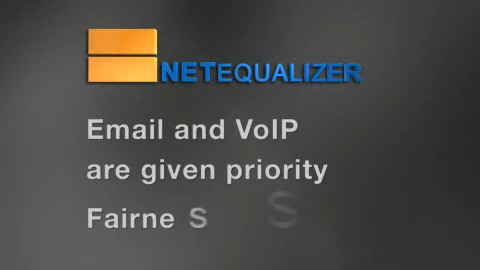 NETEQUALIZER
Email and VoIP
are given priority
Fairne s s